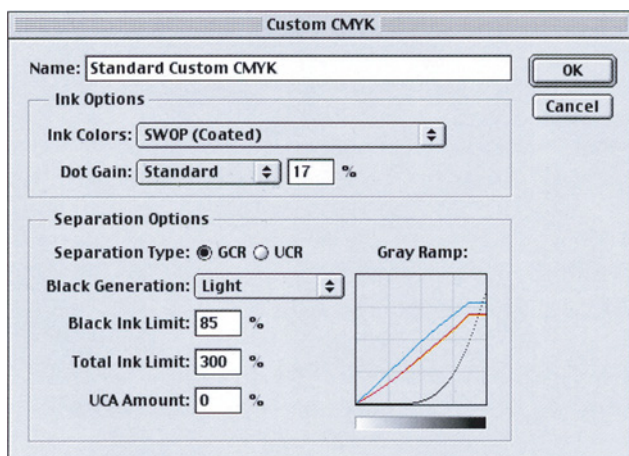 Custom CMYK
Name: Standard Custom CMYK
OK
Cancel
Ink Options
Ink Colors: SWOP (Coated)
Dot Gain: Standard 17 %
Separation Options
Separation Type: GCR UCR
Gray Ramp:
Black Generation: Light
Black Ink Limit: 85 %
Total Ink Limit: 300 %
UCA Amount: 0 %